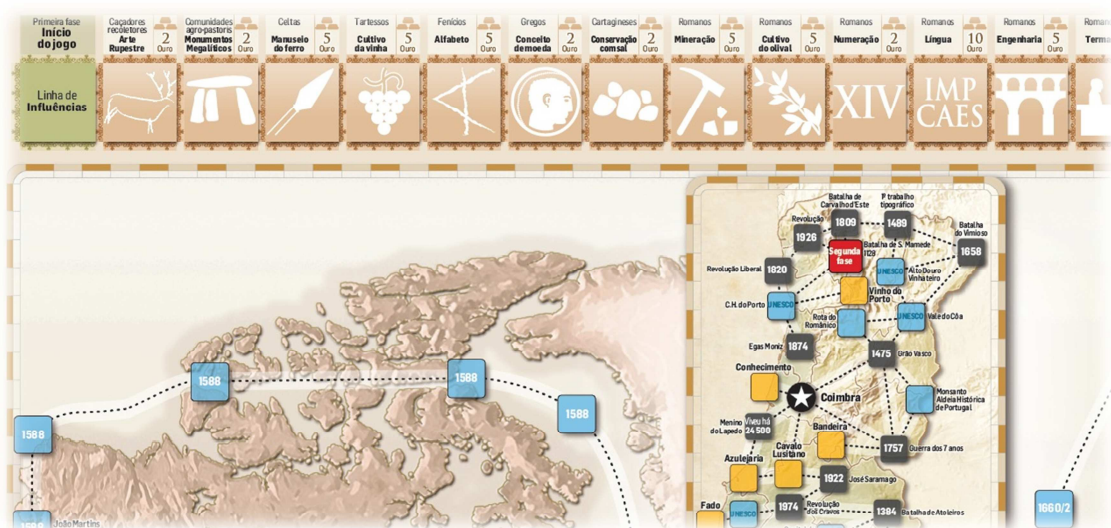 Primeira fase
Início
do jogo
Caçadores
recoletores
Arte
Rupestre
2
Ouro
Comunidades
agro-pastoris
Monumentos
Megalíticos
2
Ouro
Celtas
Manuseio
do ferro
5
Ouro
Tartessos
Cultivo
da vinha
5
Ouro
Fenícios
Alfabeto
5
Ouro
Gregos
Conceito
de moeda
2
Ouro
Cartagineses
Conservação
com sal
2
Ouro
Romanos
Mineração
5
Ouro
Romanos
Cultivo
do olival
5
Ouro
Romanos
Numeração
2
Ouro
Romanos
Língua
10
Ouro
Romanos
Engenharia
5
Ouro
Linha de
Influências
XIV
IMP
CAES
Batalha de
Carvalho d'Este
1809
1º trabalho
tipográfico
1489
Revolução
1926
Batalha
do Vimioso
1658
Segunda
fase
Batalha de S. Mamede
1128
Revolução Liberal
1820
UNESCO
Alto Douro
Vinhateiro
C.H. do Porto
UNESCO
Vinho do
Porto
Rota do
Românico
UNESCO
Vale do Côa
Egas Moniz
1874
1475
Grão Vasco
Conhecimento
Coimbra
Monsanto
Aldeia Histórica
de Portugal
Menino
do Lapedo
Viveu há
24 500
Bandeira
1757
Guerra dos 7 anos
Azulejaria
Cavalo
Lusitano
1922
José Saramago
Fado
UNESCO
1974
Revolução
dos Cravos
1384
Batalha de Atoleiros
1588
1588
1588
1588
1588
João Martins
1660/2